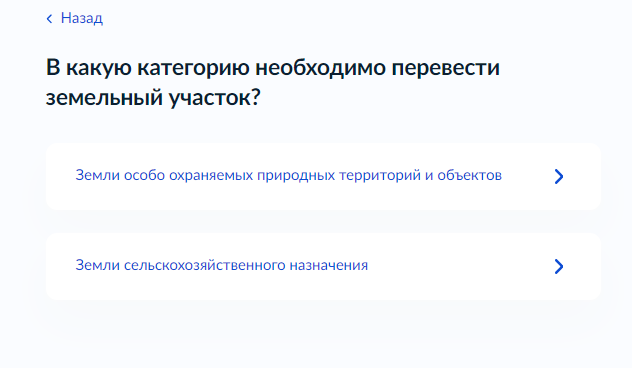 Назад
В какую категорию необходимо перевести
земельный участок?
Земли особо охраняемых природных территорий и объектов
Земли сельскохозяйственного назначения